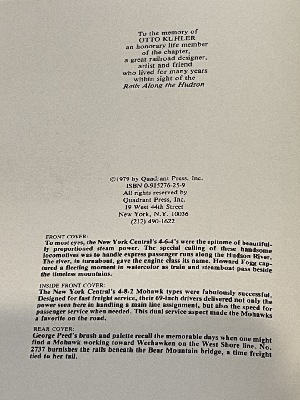 To the memory of
OTTO KUHLER
an honorary life member
of the chapter,
a great railroad designer,
artist and friend
who lived for many years
within sight of the
Rails Along the Hudson
©1979 by Quadrant Press, Inc.
ISBN 0-915276-25-9
All rights reserved by
Quadrant Press, Inc.
19 West 44th Street
New York, N.Y. 10036
(212) 490-1622
FRONT COVER:
To most eyes, the New York Central's 4-6-4's were the epitome of beautiful-
ly proportioned steam power. The special calling of these handsome
locomotives was to handle express passenger runs along the Hudson River.
The river, in turnabout, gave the engine class its name. Howard Fogg cap-
tured a fleeting moment in watercolor as train and steamboat pass beside
the timeless mountains.
INSIDE FRONT COVER:
The New York Central's 4-8-2 Mohawk types were fabulously successful.
Designed for fast freight service, their 69-inch drivers delivered not only the
power seen here in handling a main line assignment, but also the speed for
passenger service when needed. This dual service aspect made the Mohawks
a favorite on the road.
REAR COVER:
George Peed's brush and palette recall the memorable days when one might
find a Mohawk working toward Weehawken on the West Shore line. No.
2737 burnishes the rails beneath the Bear Mountain bridge, a time freight
tied to her tail.